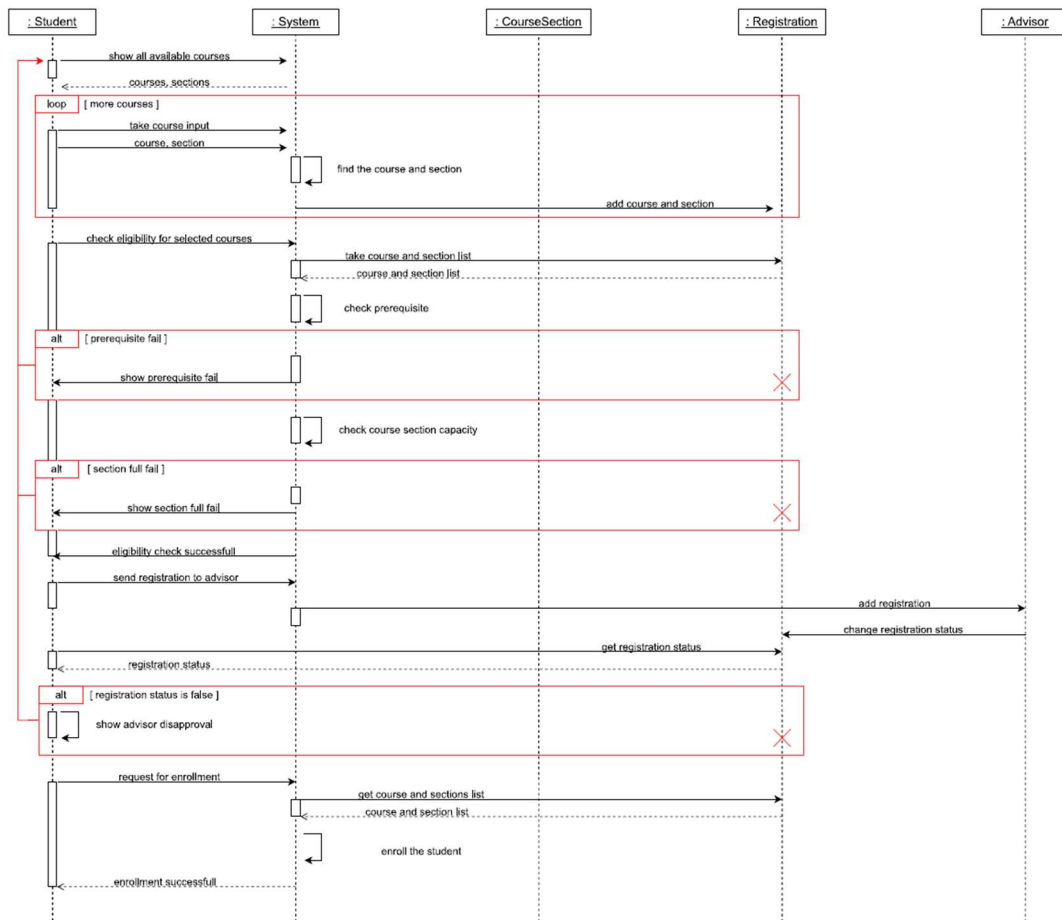 : Student
: System
: CourseSection
: Registration
: Advisor
show all available courses
courses, sections
loop
[ more courses ]
take course input
course, section
find the course and section
add course and section
check eligibility for selected courses
take course and section list
course and section list
check prerequisite
alt
[ prerequisite fail ]
show prerequisite fail
check course section capacity
alt
[ section full fail ]
show section full fail
eligibility check successfull
send registration to advisor
add registration
change registration status
get registration status
registration status
alt
[ registration status is false ]
show advisor disapproval
request for enrollment
get course and sections list
course and section list
enroll the student
enrollment successfull